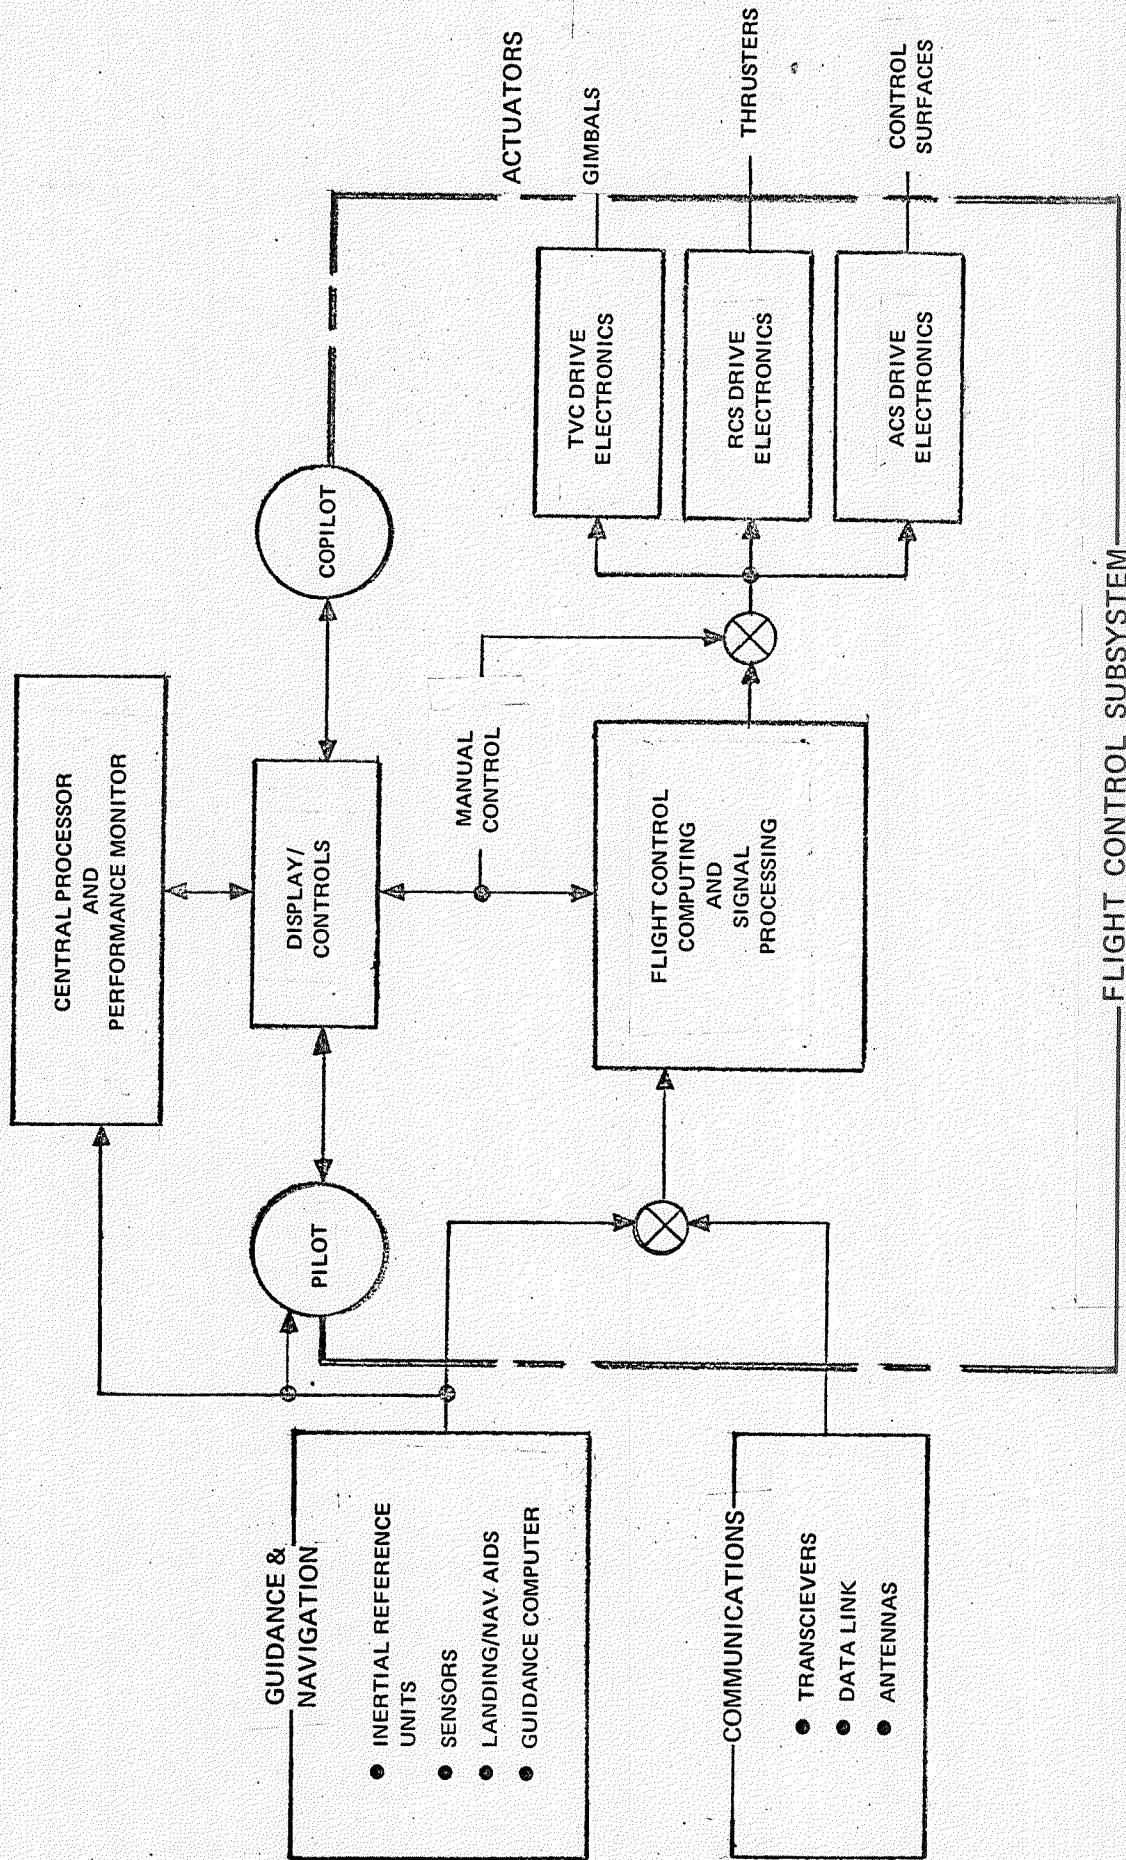 CENTRAL PROCESSOR
AND
PERFORMANCE MONITOR
PILOT
DISPLAY/
CONTROLS
COPILOT
ACTUATORS
GUIDANCE &
NAVIGATION
● INERTIAL REFERENCE
UNITS
● SENSORS
● LANDING/NAV AIDS
● GUIDANCE COMPUTER
MANUAL
CONTROL
TVC DRIVE
ELECTRONICS
GIMBALS
FLIGHT CONTROL
COMPUTING
AND
SIGNAL
PROCESSING
RCS DRIVE
ELECTRONICS
THRUSTERS
COMMUNICATIONS
● TRANSCIEVERS
● DATA LINK
● ANTENNAS
ACS DRIVE
ELECTRONICS
CONTROL
SURFACES
FLIGHT CONTROL SUBSYSTEM